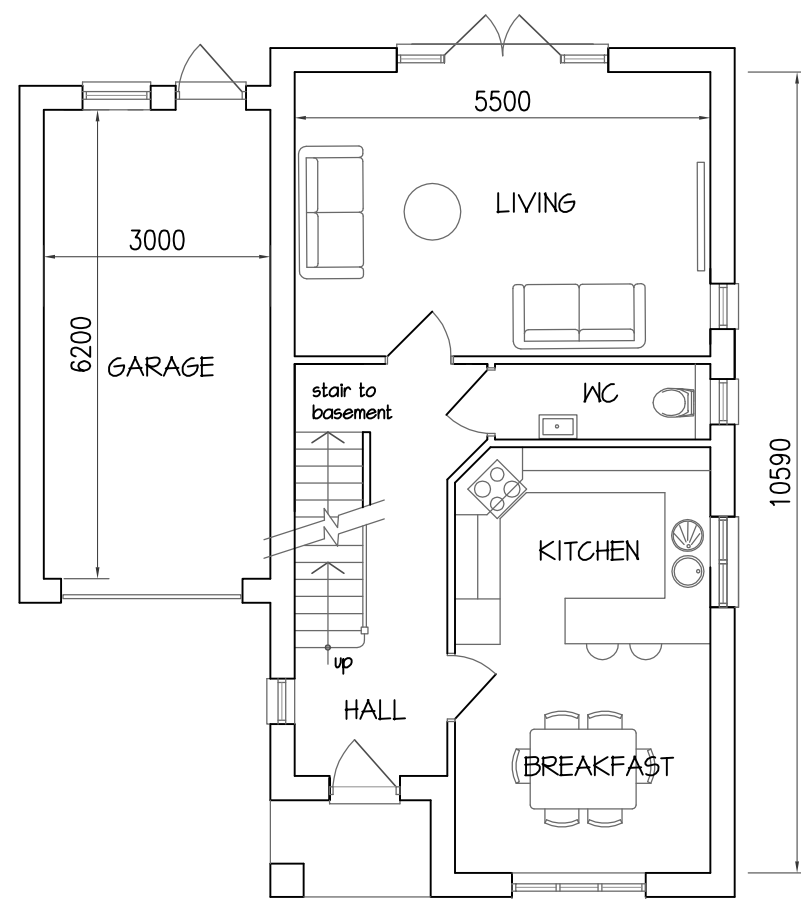 5500
LIVING
3000
6200
GARAGE
stair to
basement
WC
10590
KITCHEN
up
HALL
BREAKFAST